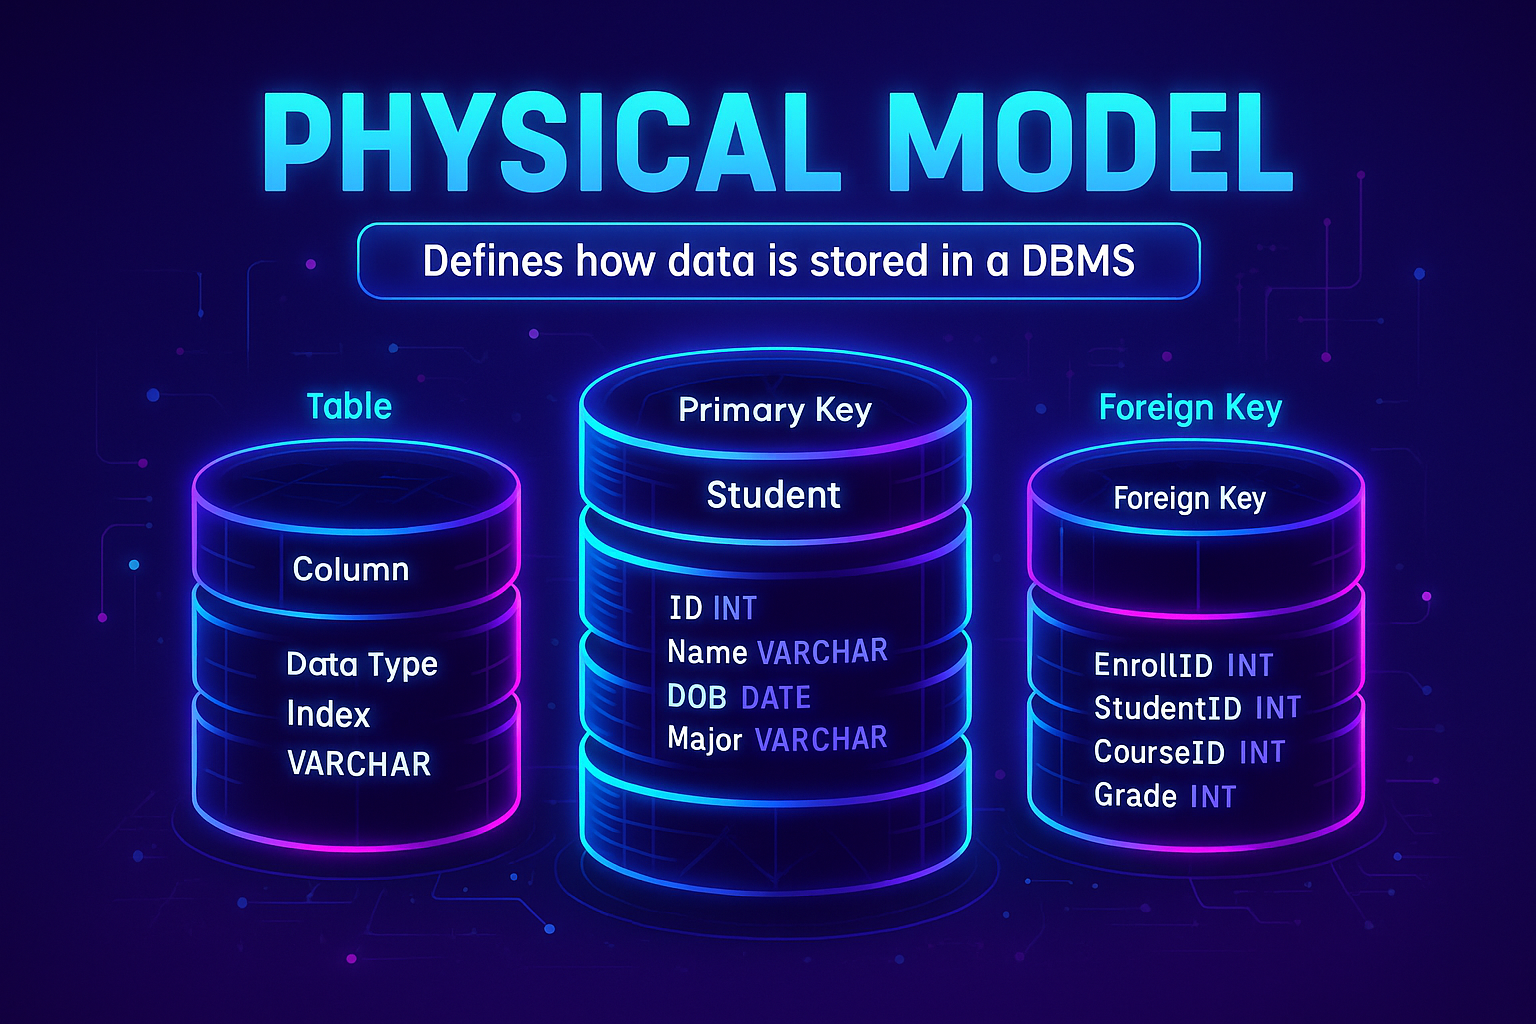 PHYSICAL MODEL
Defines how data is stored in a DBMS
Table
Column
Data Type
Index
VARCHAR
Primary Key
Student
ID INT
Name VARCHAR
DOB DATE
Major VARCHAR
Foreign Key
Foreign Key
EnrollID INT
StudentID INT
CourseID INT
Grade INT